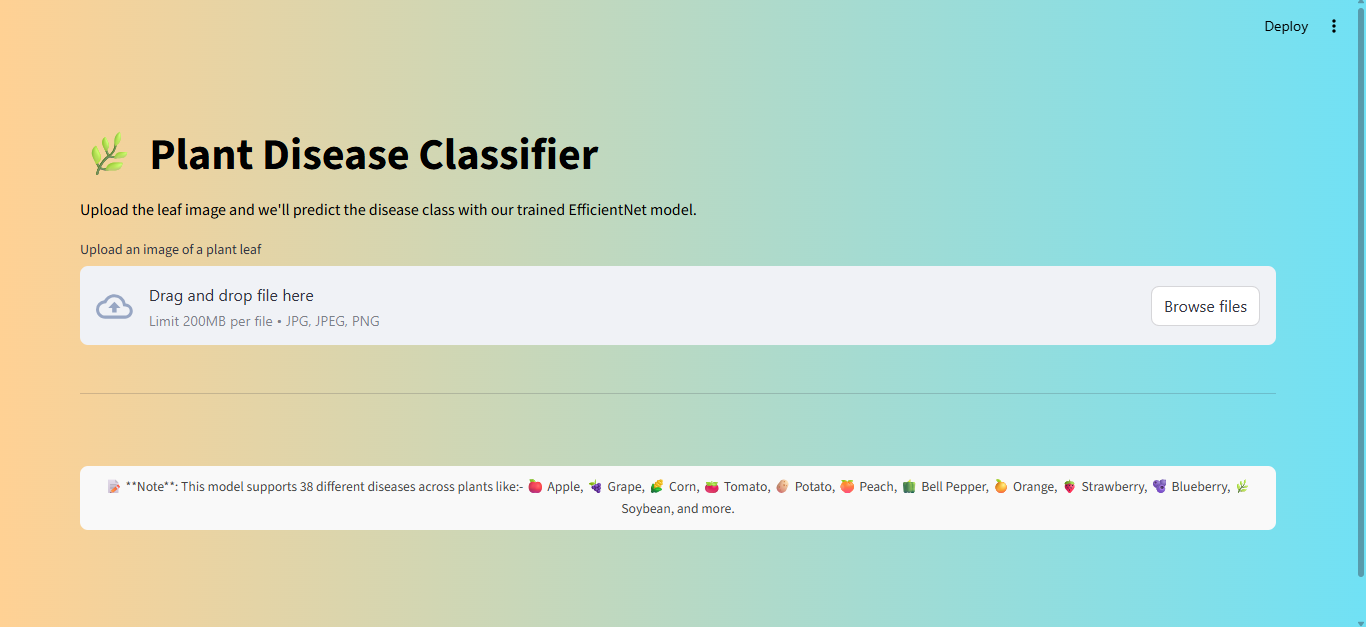 Deploy
🌿 Plant Disease Classifier
Upload the leaf image and we'll predict the disease class with our trained EfficientNet model.
Upload an image of a plant leaf
Drag and drop file here
Limit 200MB per file • JPG, JPEG, PNG
Browse files
📝 **Note**: This model supports 38 different diseases across plants like:- 🍎 Apple, 🍇 Grape, 🌽 Corn, 🍅 Tomato, 🥔 Potato, 🍑 Peach, 🫑 Bell Pepper, 🍊 Orange, 🍓 Strawberry, 🫐 Blueberry, 🌿
Soybean, and more.